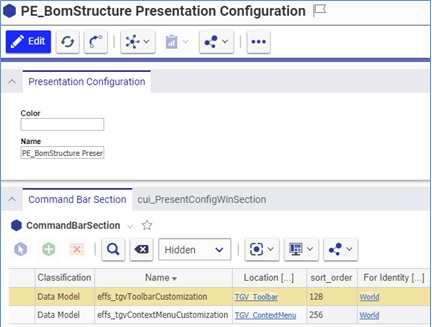 PE_BomStructure Presentation Configuration
Edit
Presentation Configuration
Color
Name
PE_BomStructure Preser
Command Bar Section cui_PresentConfigWinSection
CommandBarSection
Hidden
Classification Name Location [...] sort_order For Identity [...]
Data Model effs_tgvToolbarCustomization TGV_Toolbar 128 World
Data Model effs_tgvContextMenuCustomization TGV_ContextMenu 256 World